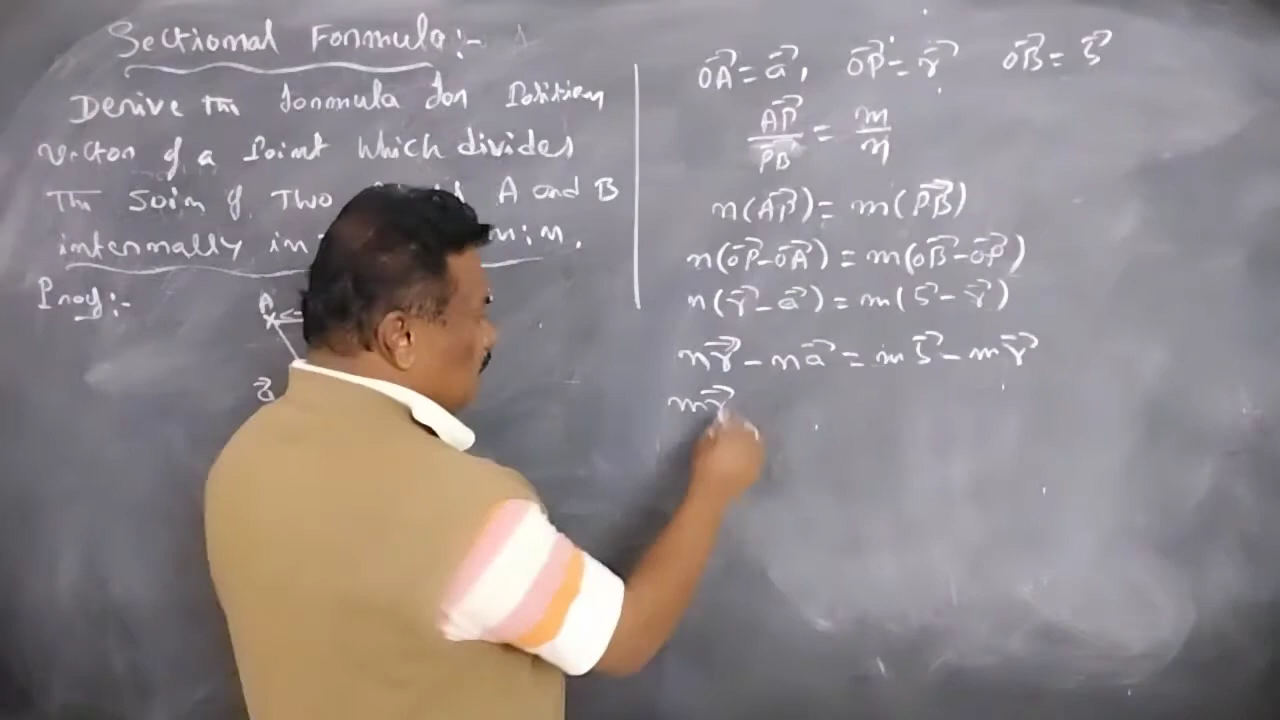 Sectional Formula:-
Derive the formula for Position
vector of a Point which divides
The Join of Two A and B
internally in m:n.
Proof:-
A
a⃗
OA⃗ = a⃗, OP⃗ = r⃗ OB⃗ = b⃗
AP⃗/PB⃗ = m/n
n(AP⃗) = m(PB⃗)
n(OP⃗-OA⃗) = m(OB⃗-OP⃗)
n(r⃗-a⃗) = m(b⃗-r⃗)
nr⃗ - na⃗ = mb⃗ - mr⃗
mr⃗